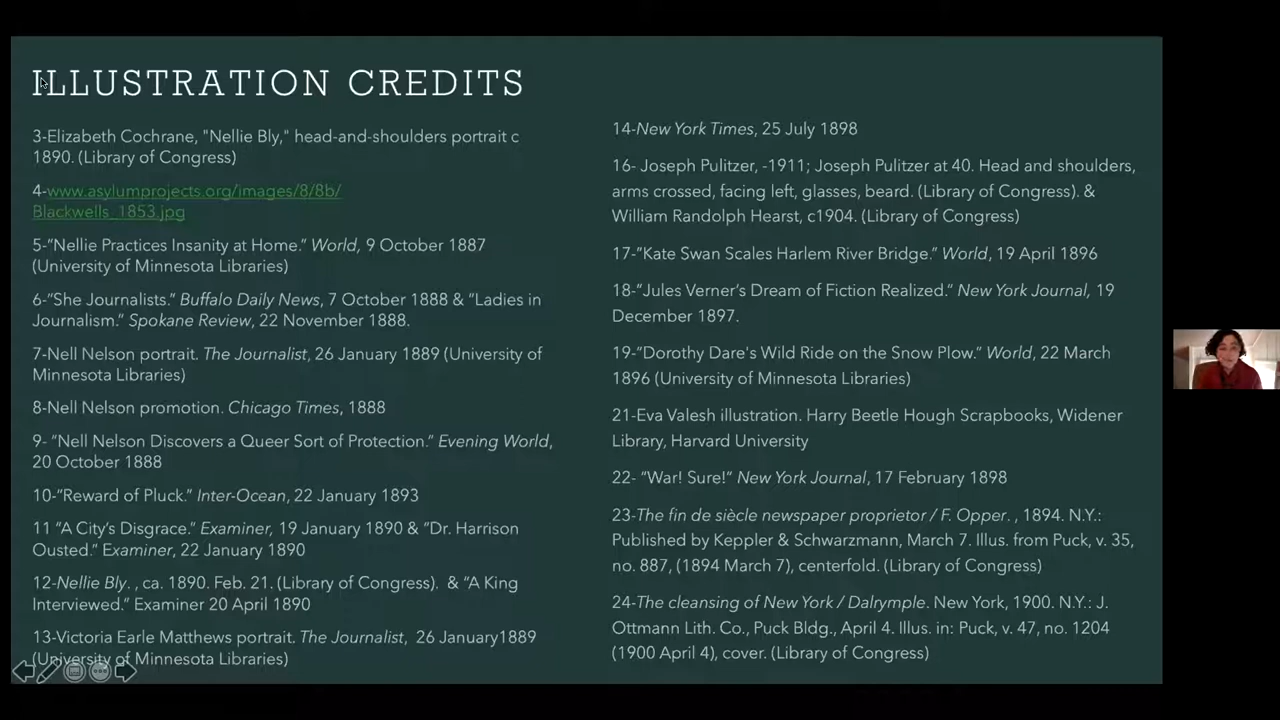 ILLUSTRATION CREDITS
3-Elizabeth Cochrane, "Nellie Bly," head-and-shoulders portrait c
1890. (Library of Congress)
4-www.asylumprojects.org/images/8/8b/
Blackwells_1853.jpg
5-"Nellie Practices Insanity at Home." World, 9 October 1887
(University of Minnesota Libraries)
6-"She Journalists." Buffalo Daily News, 7 October 1888 & "Ladies in
Journalism." Spokane Review, 22 November 1888.
7-Nell Nelson portrait. The Journalist, 26 January 1889 (University of
Minnesota Libraries)
8-Nell Nelson promotion. Chicago Times, 1888
9- "Nell Nelson Discovers a Queer Sort of Protection." Evening World,
20 October 1888
10-"Reward of Pluck." Inter-Ocean, 22 January 1893
11 "A City's Disgrace." Examiner, 19 January 1890 & "Dr. Harrison
Ousted." Examiner, 22 January 1890
12-Nellie Bly. , ca. 1890. Feb. 21. (Library of Congress). & "A King
Interviewed." Examiner 20 April 1890
13-Victoria Earle Matthews portrait. The Journalist, 26 January1889
(University of Minnesota Libraries)
14-New York Times, 25 July 1898
16- Joseph Pulitzer, -1911; Joseph Pulitzer at 40. Head and shoulders,
arms crossed, facing left, glasses, beard. (Library of Congress). &
William Randolph Hearst, c1904. (Library of Congress)
17-"Kate Swan Scales Harlem River Bridge." World, 19 April 1896
18-"Jules Verner's Dream of Fiction Realized." New York Journal, 19
December 1897.
19-"Dorothy Dare's Wild Ride on the Snow Plow." World, 22 March
1896 (University of Minnesota Libraries)
21-Eva Valesh illustration. Harry Beetle Hough Scrapbooks, Widener
Library, Harvard University
22- "War! Sure!" New York Journal, 17 February 1898
23-The fin de siècle newspaper proprietor / F. Opper. , 1894. N.Y.:
Published by Keppler & Schwarzmann, March 7. Illus. from Puck, v. 35,
no. 887, (1894 March 7), centerfold. (Library of Congress)
24-The cleansing of New York / Dalrymple. New York, 1900. N.Y.: J.
Ottmann Lith. Co., Puck Bldg., April 4. Illus. in: Puck, v. 47, no. 1204
(1900 April 4), cover. (Library of Congress)